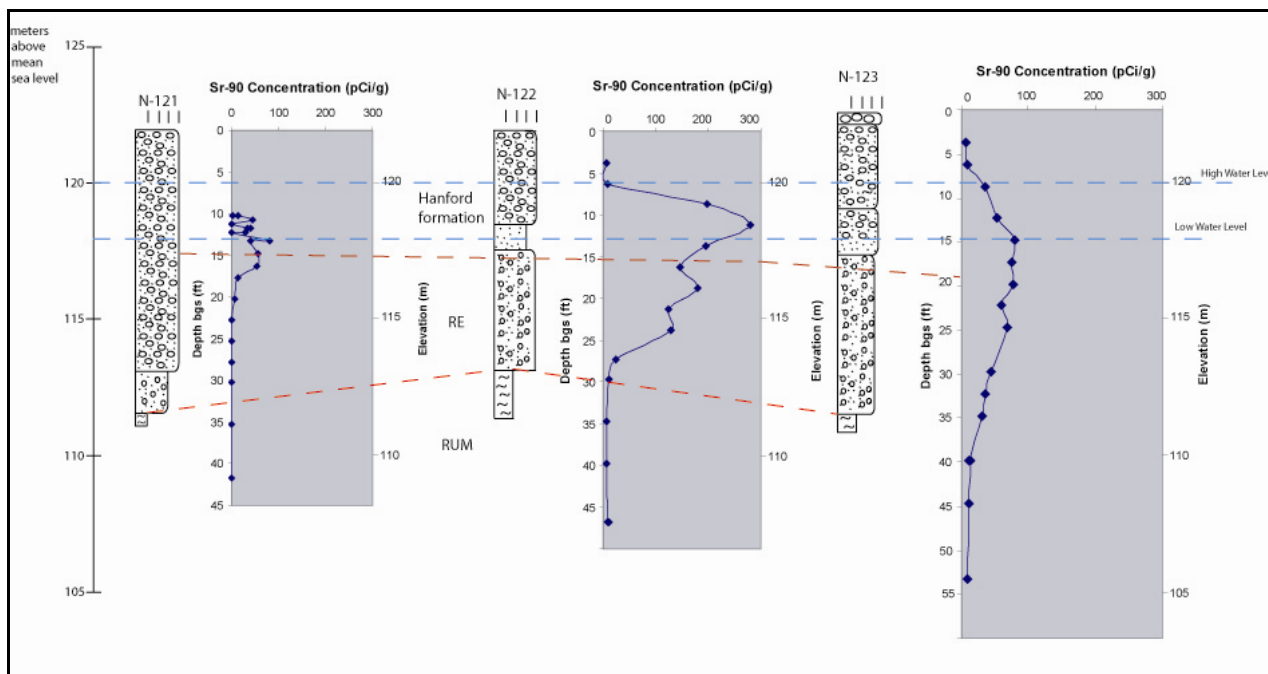 meters
above
mean
sea level
125
120
115
110
105
N-121
Sr-90 Concentration (pCi/g)
0 100 200 300
0
5
10
15
20
25
30
35
40
45
Depth bgs (ft)
120
115
110
Elevation (m)
Hanford
formation
RE
RUM
N-122
Sr-90 Concentration (pCi/g)
0 100 200 300
0
5
10
15
20
25
30
35
40
45
Depth bgs (ft)
120
115
110
Elevation (m)
N-123
Sr-90 Concentration (pCi/g)
0 100 200 300
0
5
10
15
20
25
30
35
40
45
50
55
Depth bgs (ft)
120
115
110
105
Elevation (m)
High Water Lev
Low Water Level